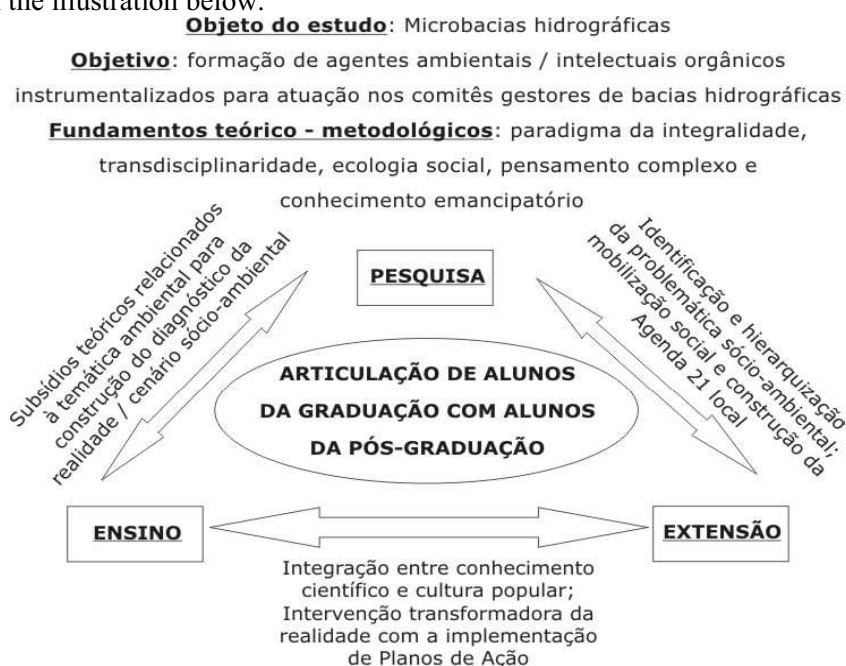 the illustration below.
Objeto do estudo: Microbacias hidrográficas
Objetivo: formação de agentes ambientais / intelectuais orgânicos
instrumentalizados para atuação nos comitês gestores de bacias hidrográficas
Fundamentos teórico - metodológicos: paradigma da integralidade,
transdisciplinaridade, ecologia social, pensamento complexo e
conhecimento emancipatório
Subsídios teóricos relacionados
à temática ambiental para
construção do diagnóstico da
realidade / cenário sócio-ambiental
PESQUISA
Identificação e hierarquização
da problemática sócio-ambiental;
mobilização social e construção da
Agenda 21 local
ARTICULAÇÃO DE ALUNOS
DA GRADUAÇÃO COM ALUNOS
DA PÓS-GRADUAÇÃO
ENSINO
EXTENSÃO
Integração entre conhecimento
científico e cultura popular;
Intervenção transformadora da
realidade com a implementação
de Planos de Ação